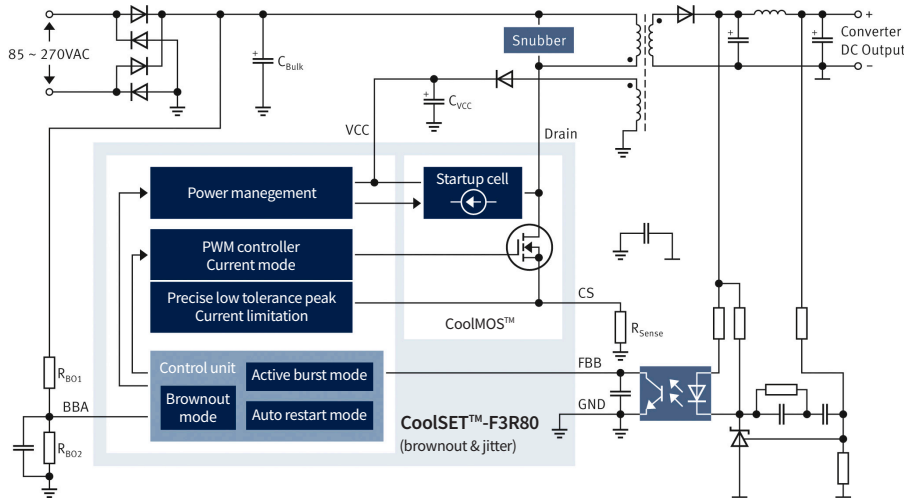 85 ~ 270VAC
+
C_Bulk
Snubber
+
+
+
Converter
DC Output
−
+
C_VCC
VCC
Drain
Power manegement
Startup cell
PWM controller
Current mode
Precise low tolerance peak
Current limitation
CoolMOS™
CS
R_Sense
Control unit
Active burst mode
Brownout
mode
Auto restart mode
FBB
GND
R_BO1
BBA
R_BO2
CoolSET™-F3R80
(brownout & jitter)